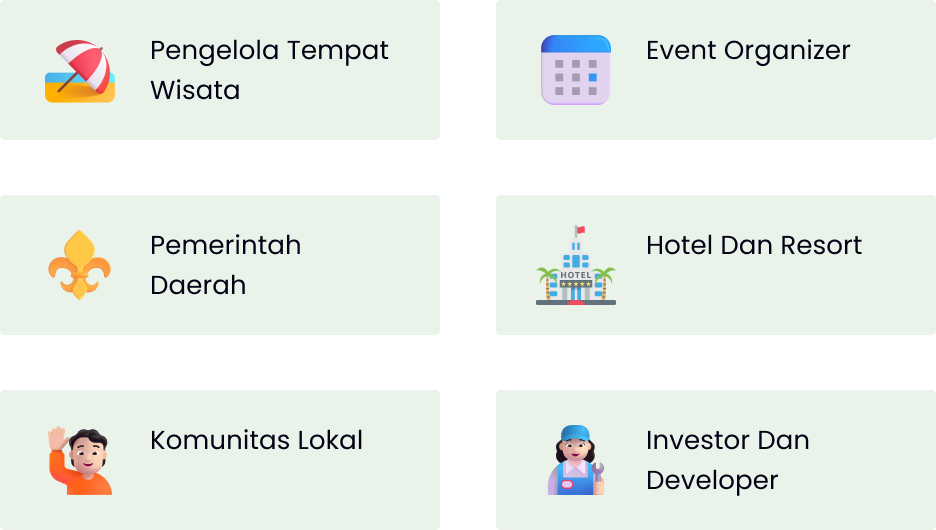 Pengelola Tempat
Wisata
Event Organizer
Pemerintah
Daerah
Hotel Dan Resort
HOTEL
Komunitas Lokal
Investor Dan
Developer